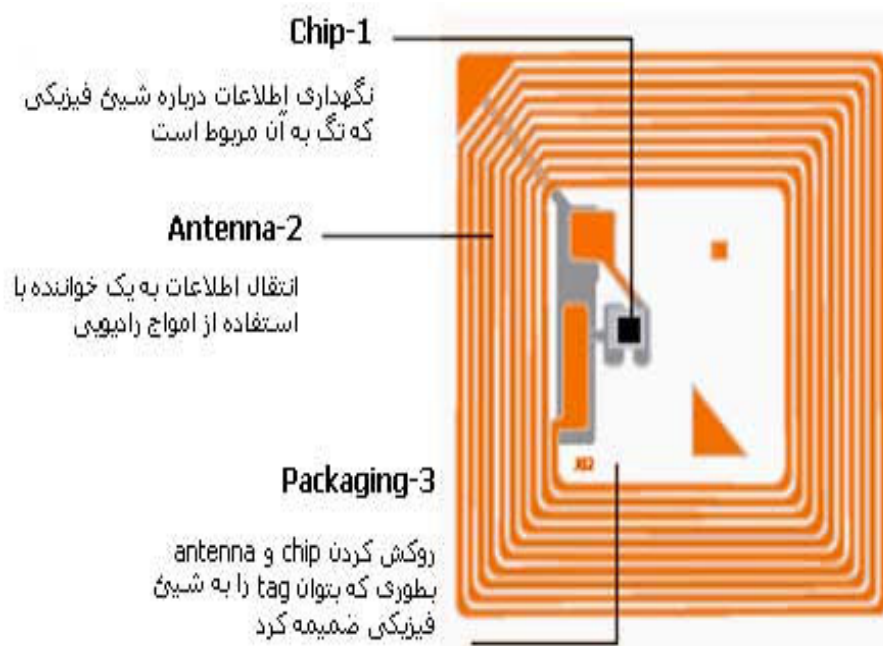 Chip-1
نگهداری اطلاعات درباره شیئ فیزیکی
که تگ به آن مربوط است
Antenna-2
انتقال اطلاعات به یک خواننده با
استفاده از امواج رادیویی
Packaging-3
روکش کردن chip و antenna
بطوری که بتوان tag را به شیئ
فیزیکی ضمیمه کرد